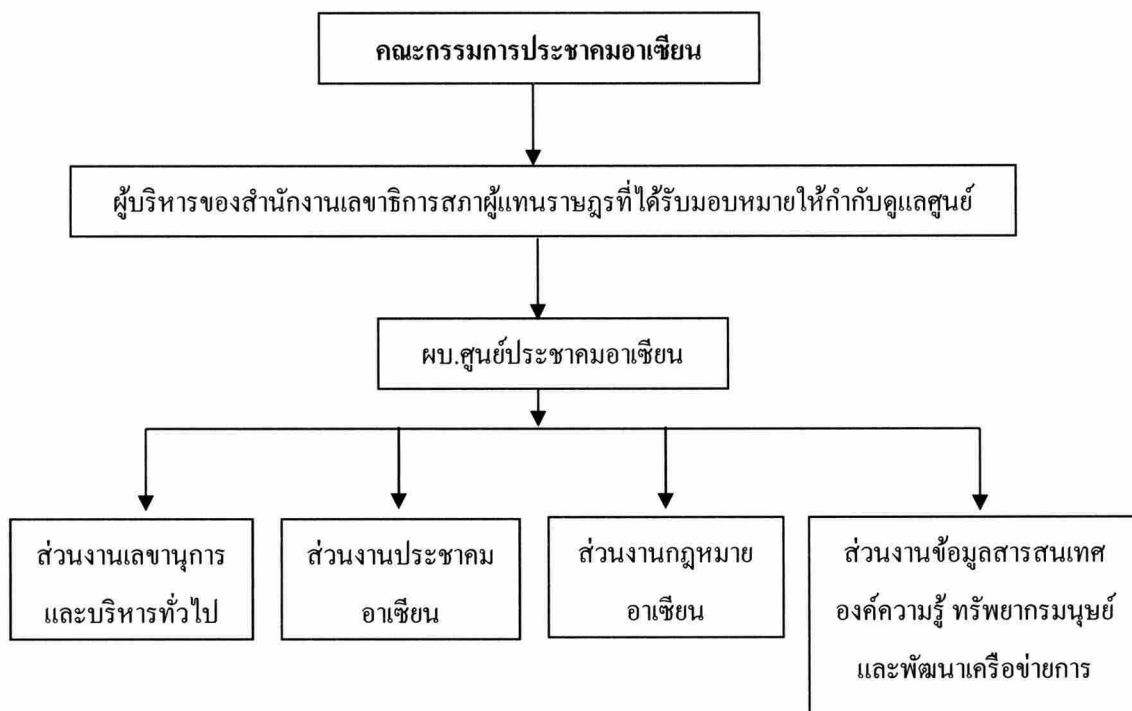 คณะกรรมการประชาคมอาเซียน
ผู้บริหารของสำนักงานเลขาธิการสภาผู้แทนราษฎรที่ได้รับมอบหมายให้กำกับดูแลศูนย์
ผบ.ศูนย์ประชาคมอาเซียน
ส่วนงานเลขานุการ
และบริหารทั่วไป
ส่วนงานประชาคม
อาเซียน
ส่วนงานกฎหมาย
อาเซียน
ส่วนงานข้อมูลสารสนเทศ
องค์ความรู้ ทรัพยากรมนุษย์
และพัฒนาเครือข่ายการ